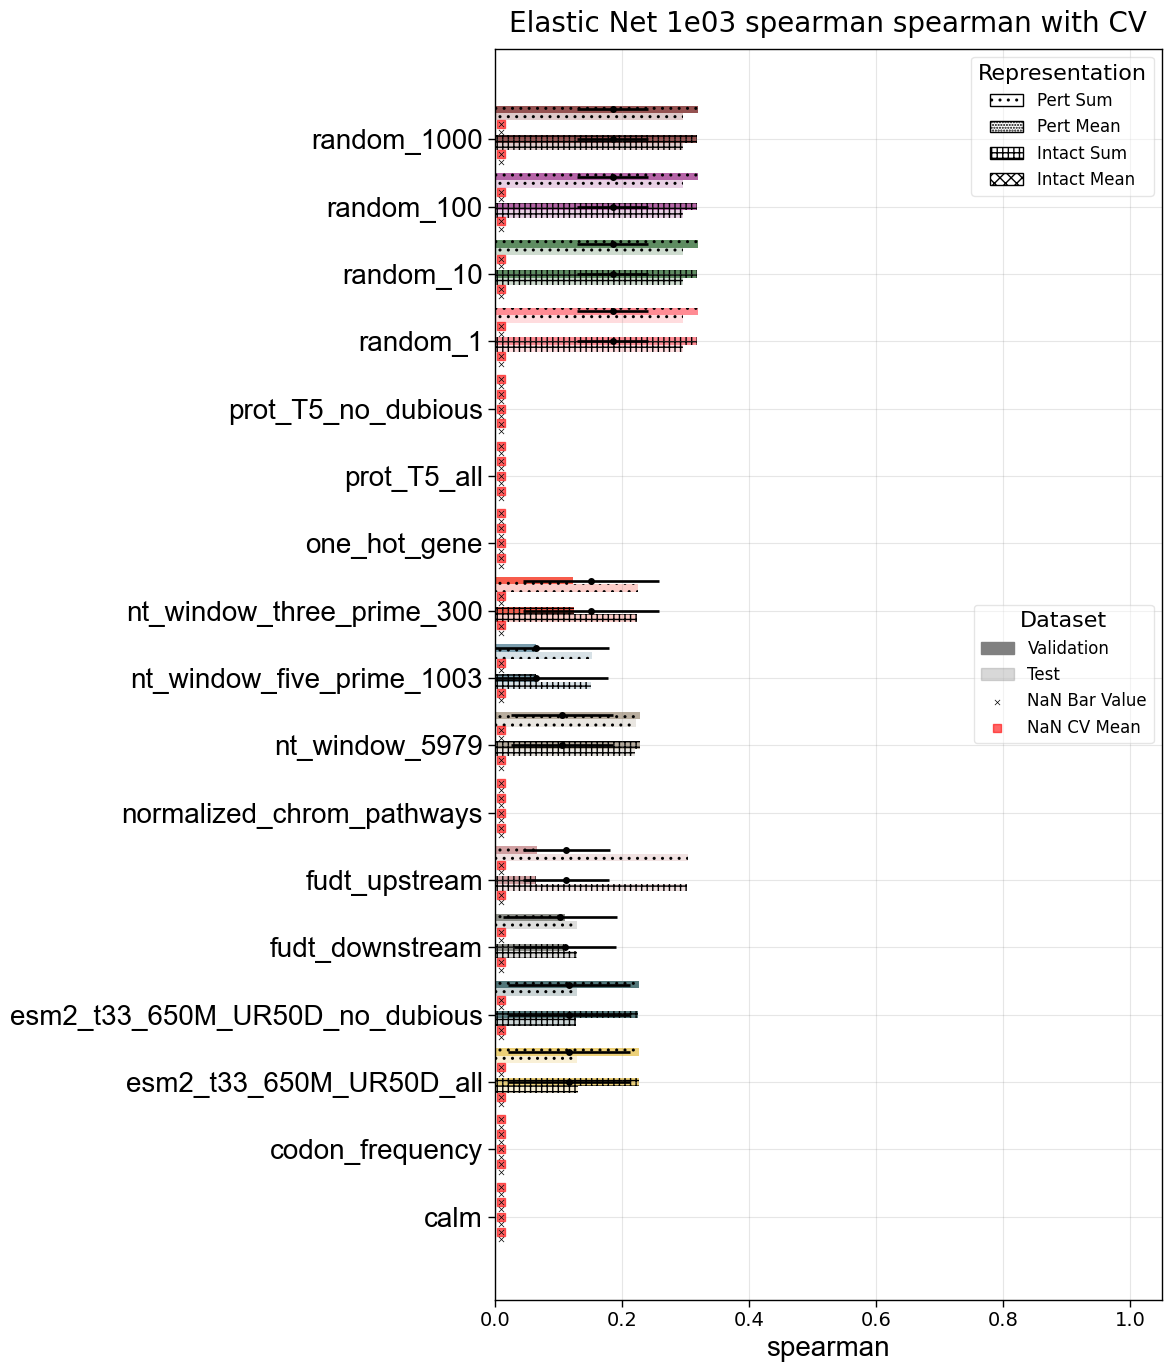 Elastic Net 1e03 spearman spearman with CV
Representation
Pert Sum
Pert Mean
Intact Sum
Intact Mean
random_1000
random_100
random_10
random_1
prot_T5_no_dubious
prot_T5_all
one_hot_gene
nt_window_three_prime_300
nt_window_five_prime_1003
nt_window_5979
normalized_chrom_pathways
fudt_upstream
fudt_downstream
esm2_t33_650M_UR50D_no_dubious
esm2_t33_650M_UR50D_all
codon_frequency
calm
Dataset
Validation
Test
NaN Bar Value
NaN CV Mean
0.0 0.2 0.4 0.6 0.8 1.0
spearman